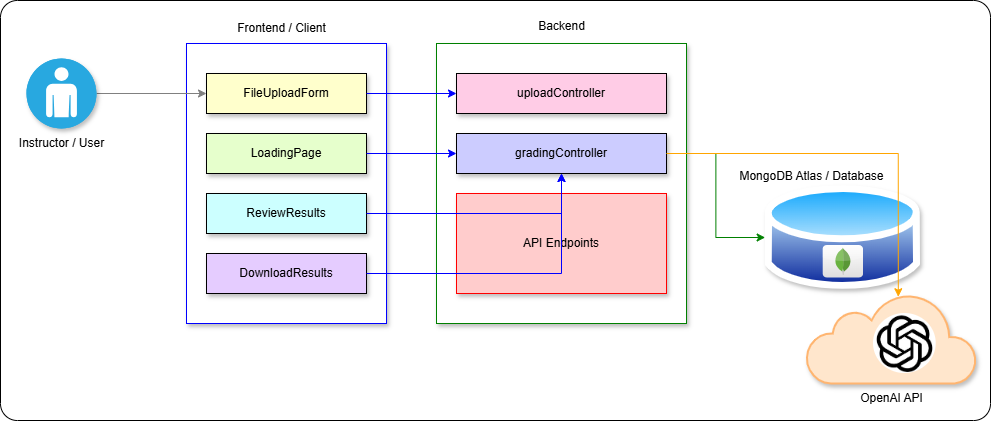 Frontend / Client
Backend
FileUploadForm
uploadController
Instructor / User
LoadingPage
gradingController
MongoDB Atlas / Database
ReviewResults
API Endpoints
DownloadResults
OpenAI API